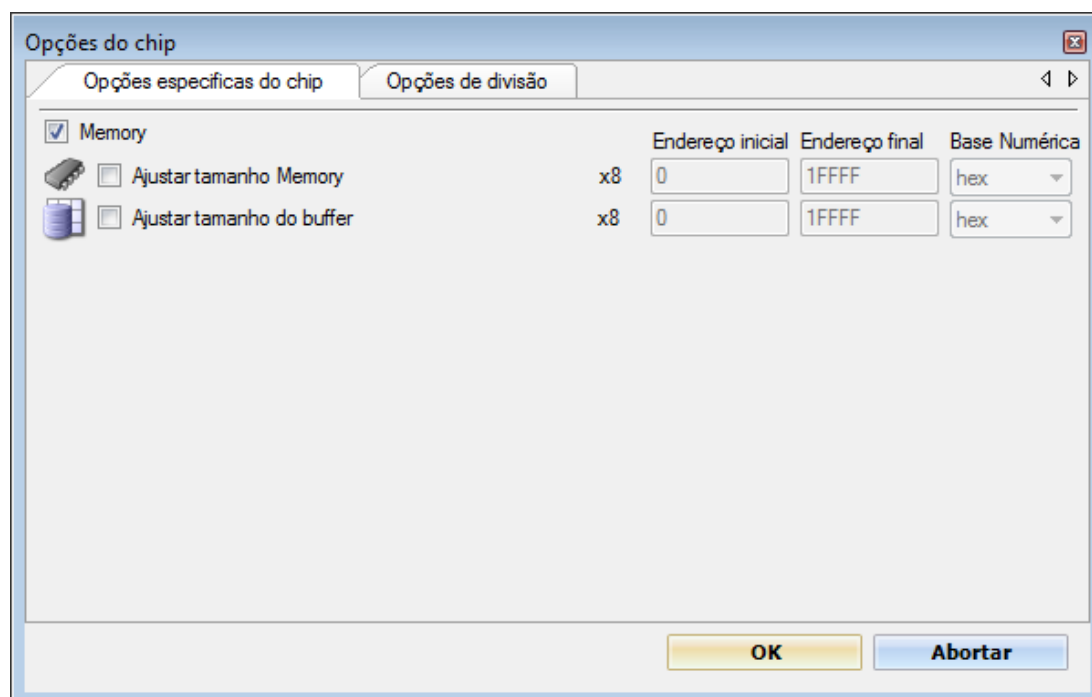 Opções do chip
Opções especificas do chip Opções de divisão
Memory
Endereço inicial Endereço final Base Numérica
Ajustar tamanho Memory x8 0 1FFFF hex
Ajustar tamanho do buffer x8 0 1FFFF hex
OK Abortar